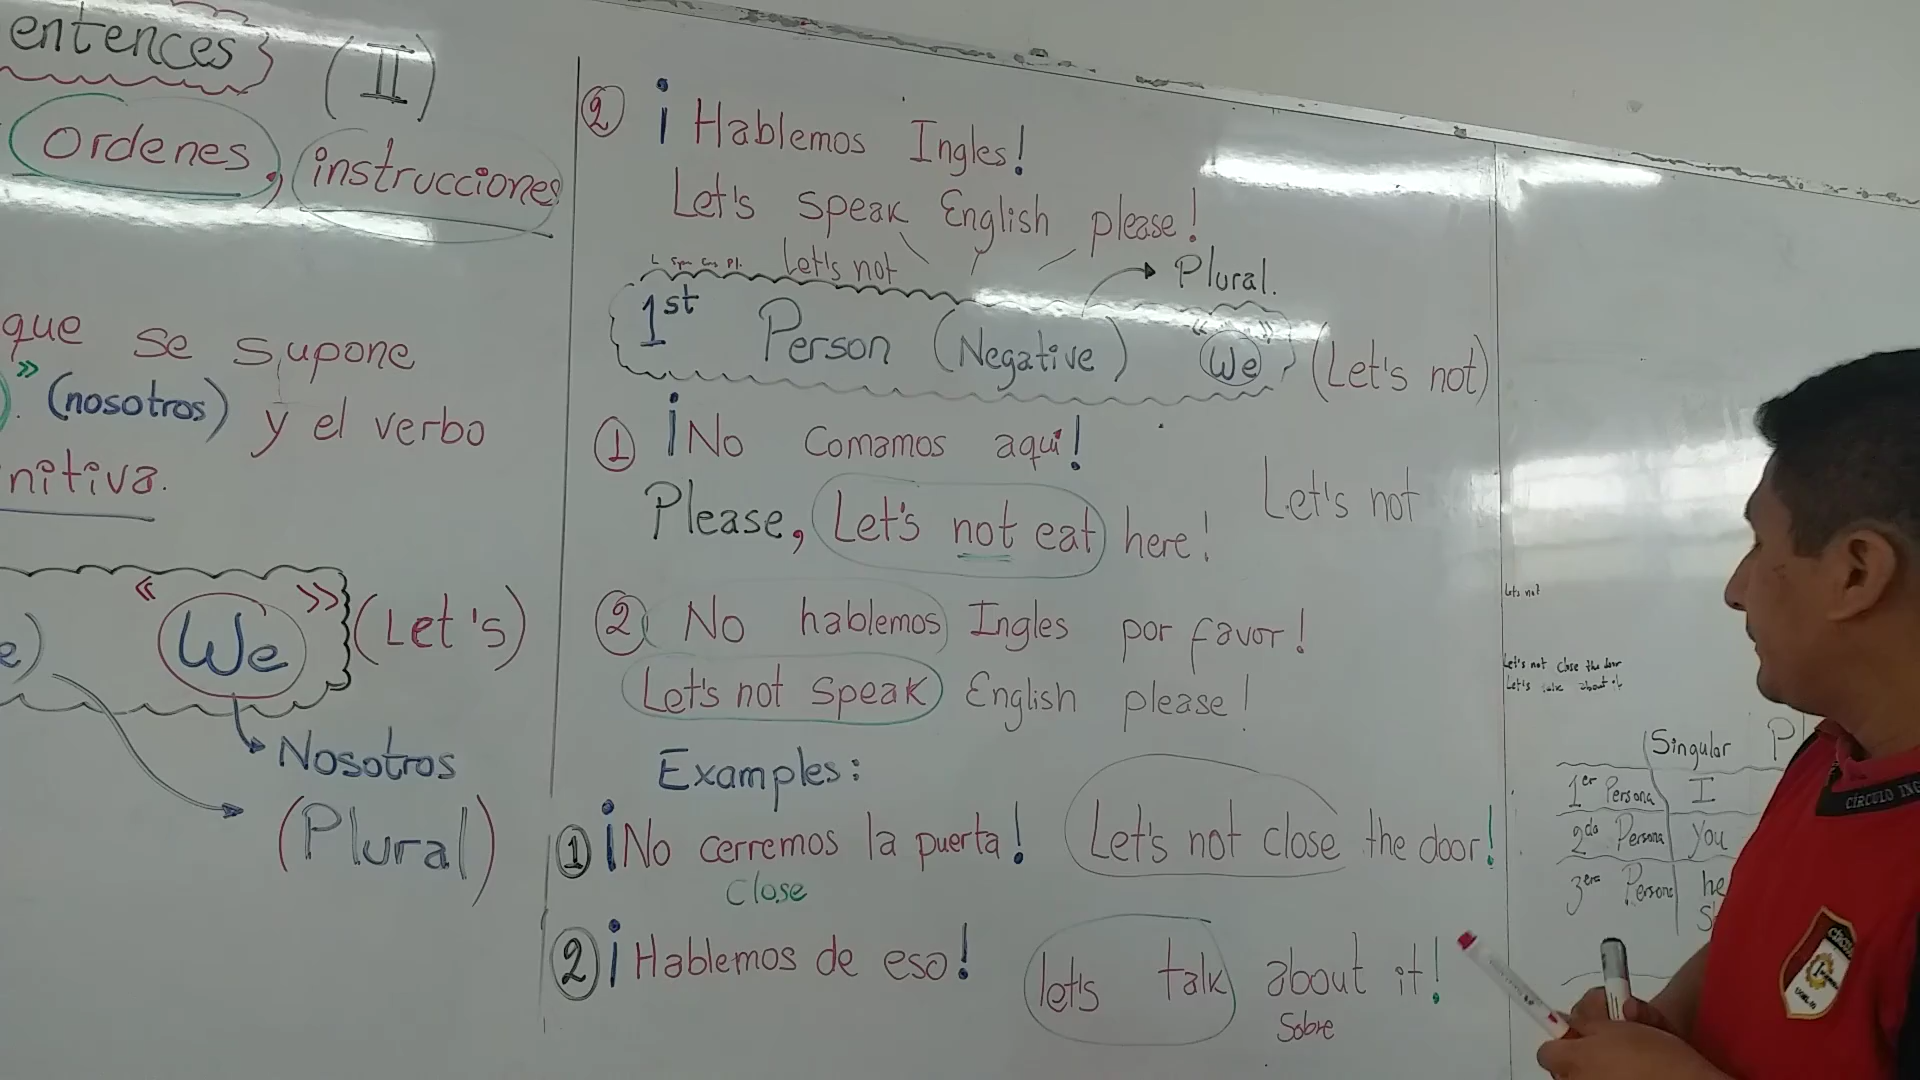 entences (II)
Ordenes, instrucciones
que se supone
". (nosotros) y el verbo
nitiva.
e) "We" (Let's)
Nosotros
(Plural)
2 ¡Hablemos Ingles!
Let's speak English please!
Let's not
Plural.
1st Person (Negative) "We" (Let's not)
1 ¡No Comamos aqui!
Please, Let's not eat here!
Let's not
2 No hablemos Ingles por favor!
Let's not speak English please!
Examples:
1 ¡No cerremos la puerta! Let's not close the door!
Close
2 ¡Hablemos de eso! let's talk about it!
Sobre
Lets not
Let's not close the door
Let's about it
Singular P
1er Persona I
2do Persona you
3era Persona he
CÍRCULO ING